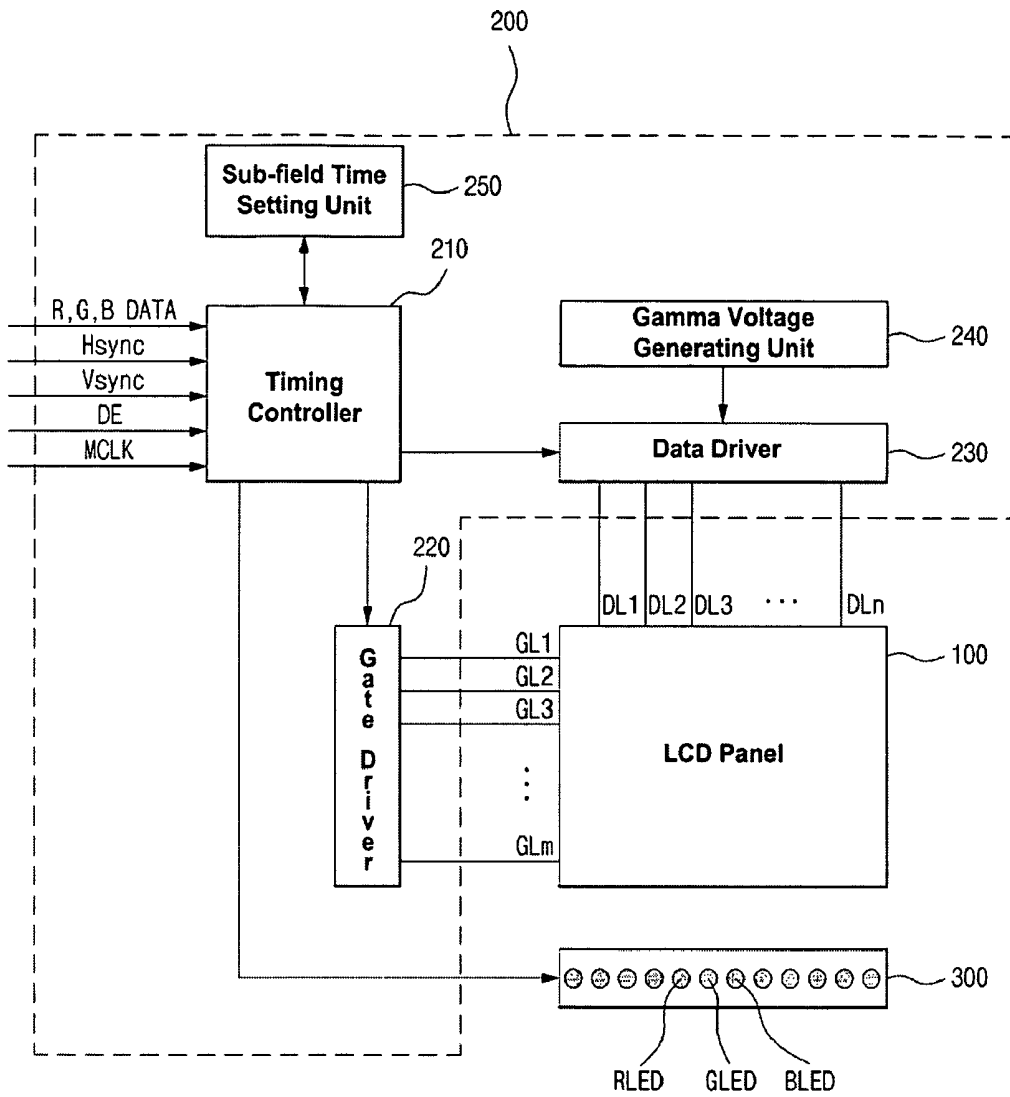 200
Sub-field Time
Setting Unit
250
210
R,G,B DATA
Hsync
Vsync
DE
MCLK
Timing
Controller
Gamma Voltage
Generating Unit
240
Data Driver
230
220
DL1 DL2 DL3 ··· DLn
Gate Driver
GL1
GL2
GL3
⋮
GLm
LCD Panel
100
300
RLED GLED BLED